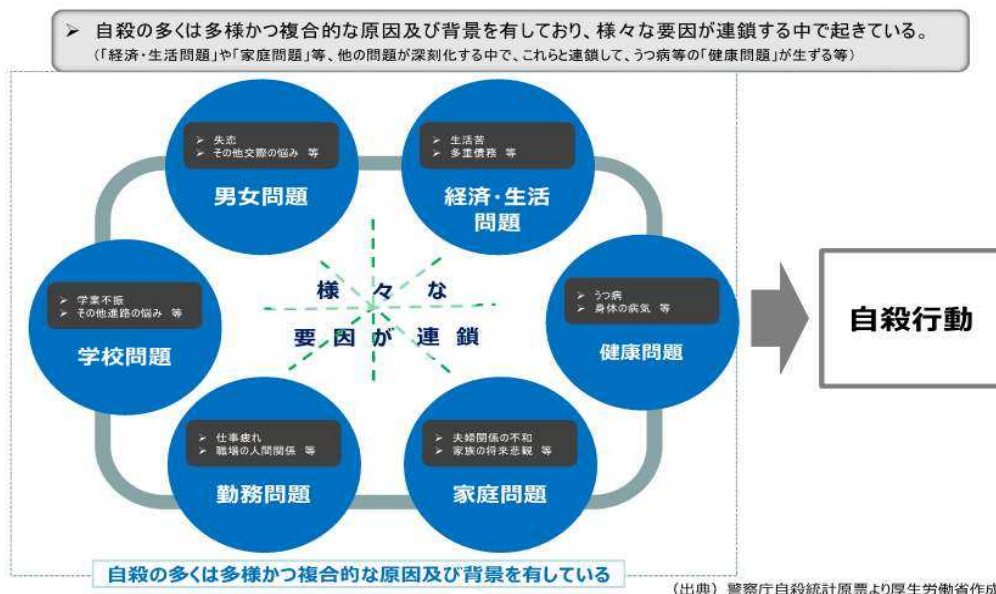 ➢ 自殺の多くは多様かつ複合的な原因及び背景を有しており、様々な要因が連鎖する中で起きている。
(「経済・生活問題」や「家庭問題」等、他の問題が深刻化する中で、これらと連鎖して、うつ病等の「健康問題」が生ずる等)
➢ 失恋
➢ その他交際の悩み 等
男女問題
➢ 生活苦
➢ 多重債務 等
経済・生活
問題
➢ 学業不振
➢ その他進路の悩み 等
学校問題
様々な
要因が連鎖
➢ うつ病
➢ 身体の病気 等
健康問題
自殺行動
➢ 仕事疲れ
➢ 職場の人間関係 等
勤務問題
➢ 夫婦関係の不和
➢ 家族の将来悲観 等
家庭問題
自殺の多くは多様かつ複合的な原因及び背景を有している
(出典) 警察庁自殺統計原票より厚生労働省作成